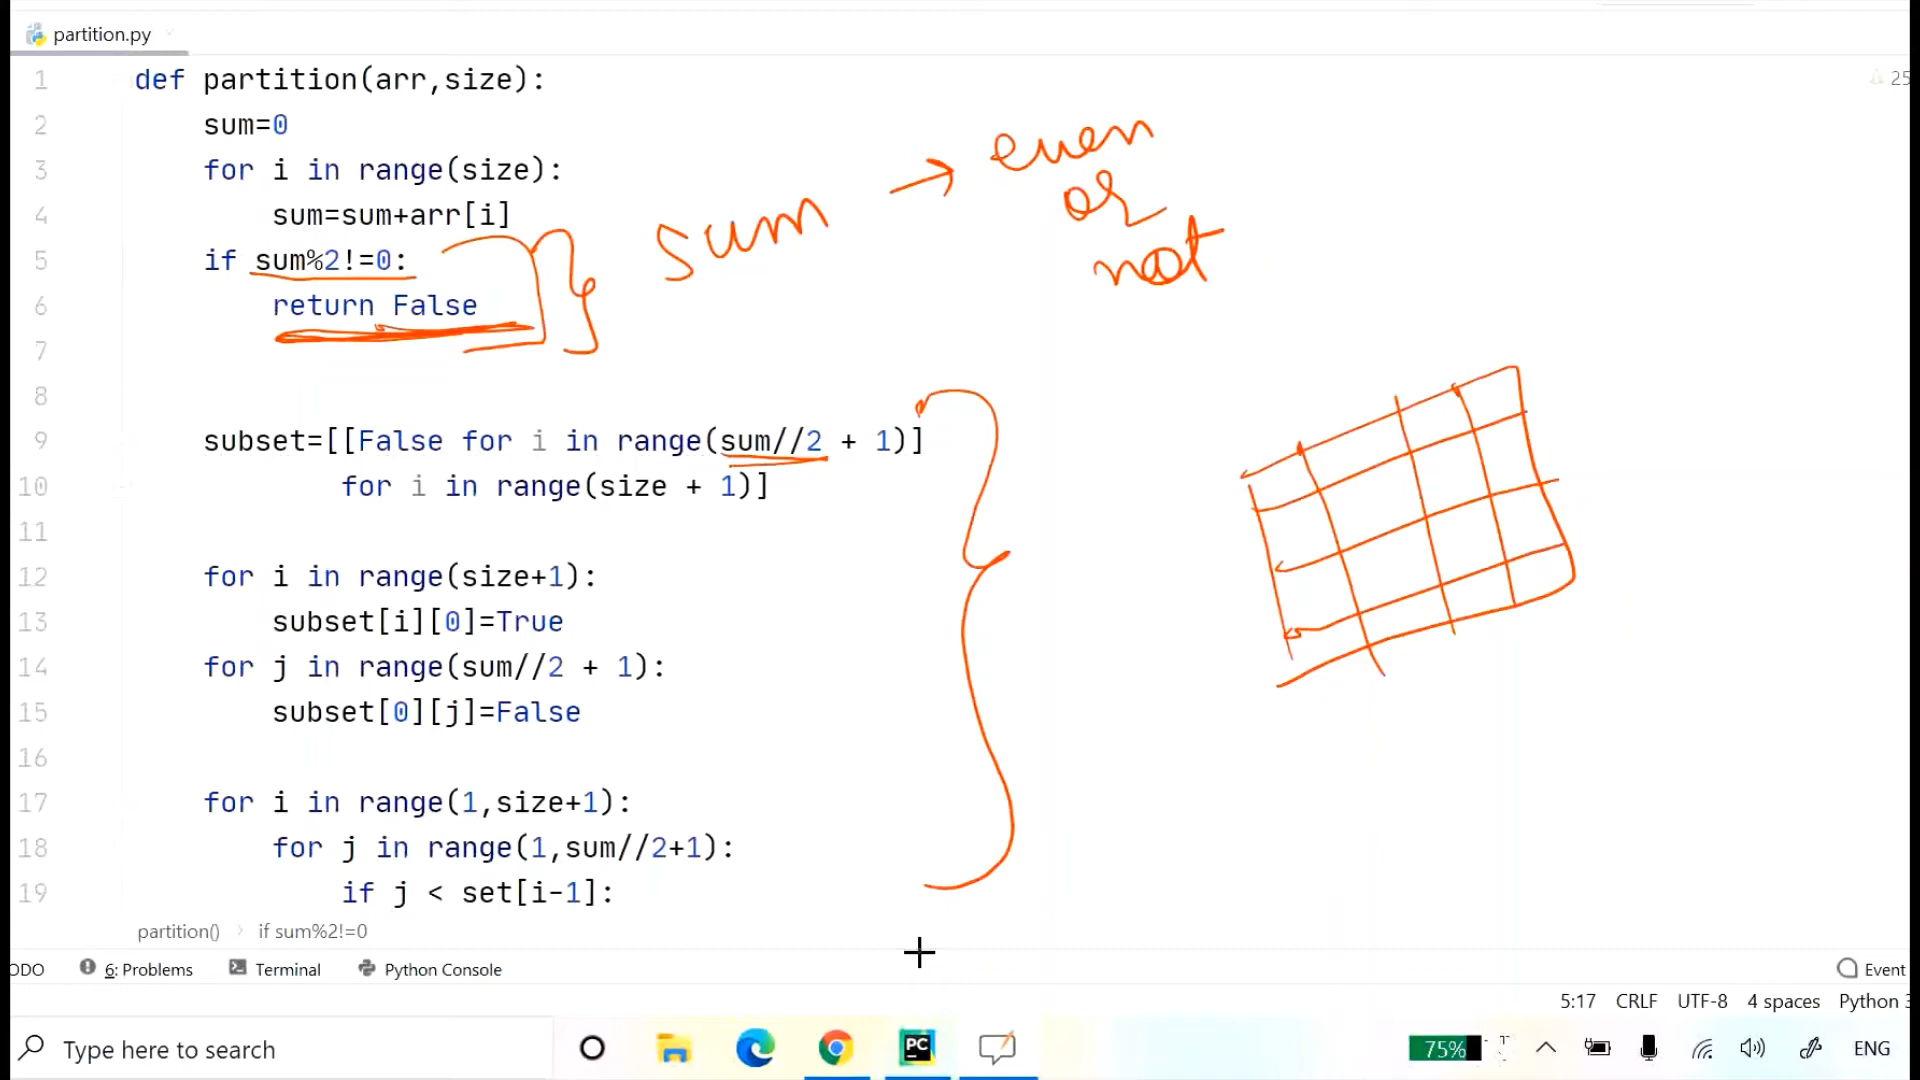 partition.py
25
1 def partition(arr,size):
2 sum=0
3 for i in range(size):
4 sum=sum+arr[i]
5 if sum%2!=0:
6 return False
7
8
9 subset=[[False for i in range(sum//2 + 1)]
10 for i in range(size + 1)]
11
12 for i in range(size+1):
13 subset[i][0]=True
14 for j in range(sum//2 + 1):
15 subset[0][j]=False
16
17 for i in range(1,size+1):
18 for j in range(1,sum//2+1):
19 if j < set[i-1]:
sum → even
or
not
partition() › if sum%2!=0
ODO 6: Problems Terminal Python Console Event
5:17 CRLF UTF-8 4 spaces Python 3
Type here to search PC 75% ENG